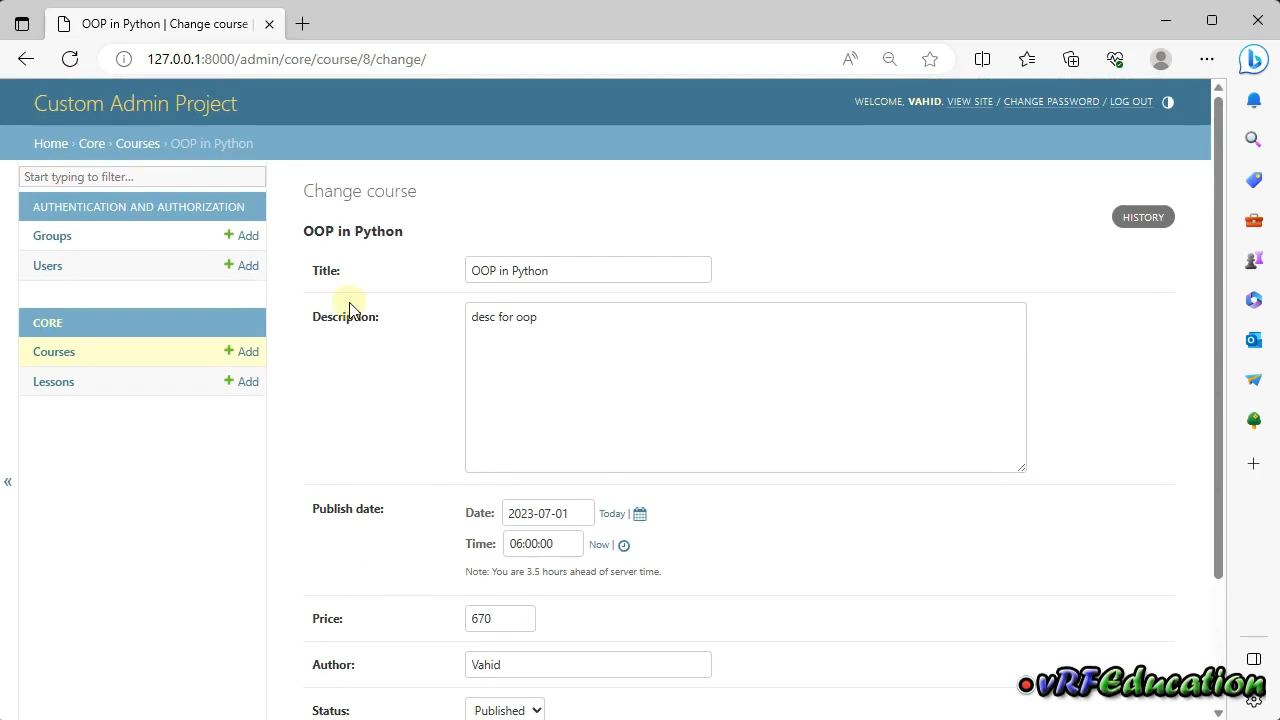 OOP in Python | Change course |
127.0.0.1:8000/admin/core/course/8/change/
Custom Admin Project
WELCOME, VAHID. VIEW SITE / CHANGE PASSWORD / LOG OUT
Home › Core › Courses › OOP in Python
Start typing to filter...
AUTHENTICATION AND AUTHORIZATION
Groups
+ Add
Users
+ Add
CORE
Courses
+ Add
Lessons
+ Add
«
Change course
HISTORY
OOP in Python
Title:
OOP in Python
Description:
desc for oop
Publish date:
Date: 2023-07-01 Today |
Time: 06:00:00 Now |
Note: You are 3.5 hours ahead of server time.
Price:
670
Author:
Vahid
Status:
Published
vRFEducation